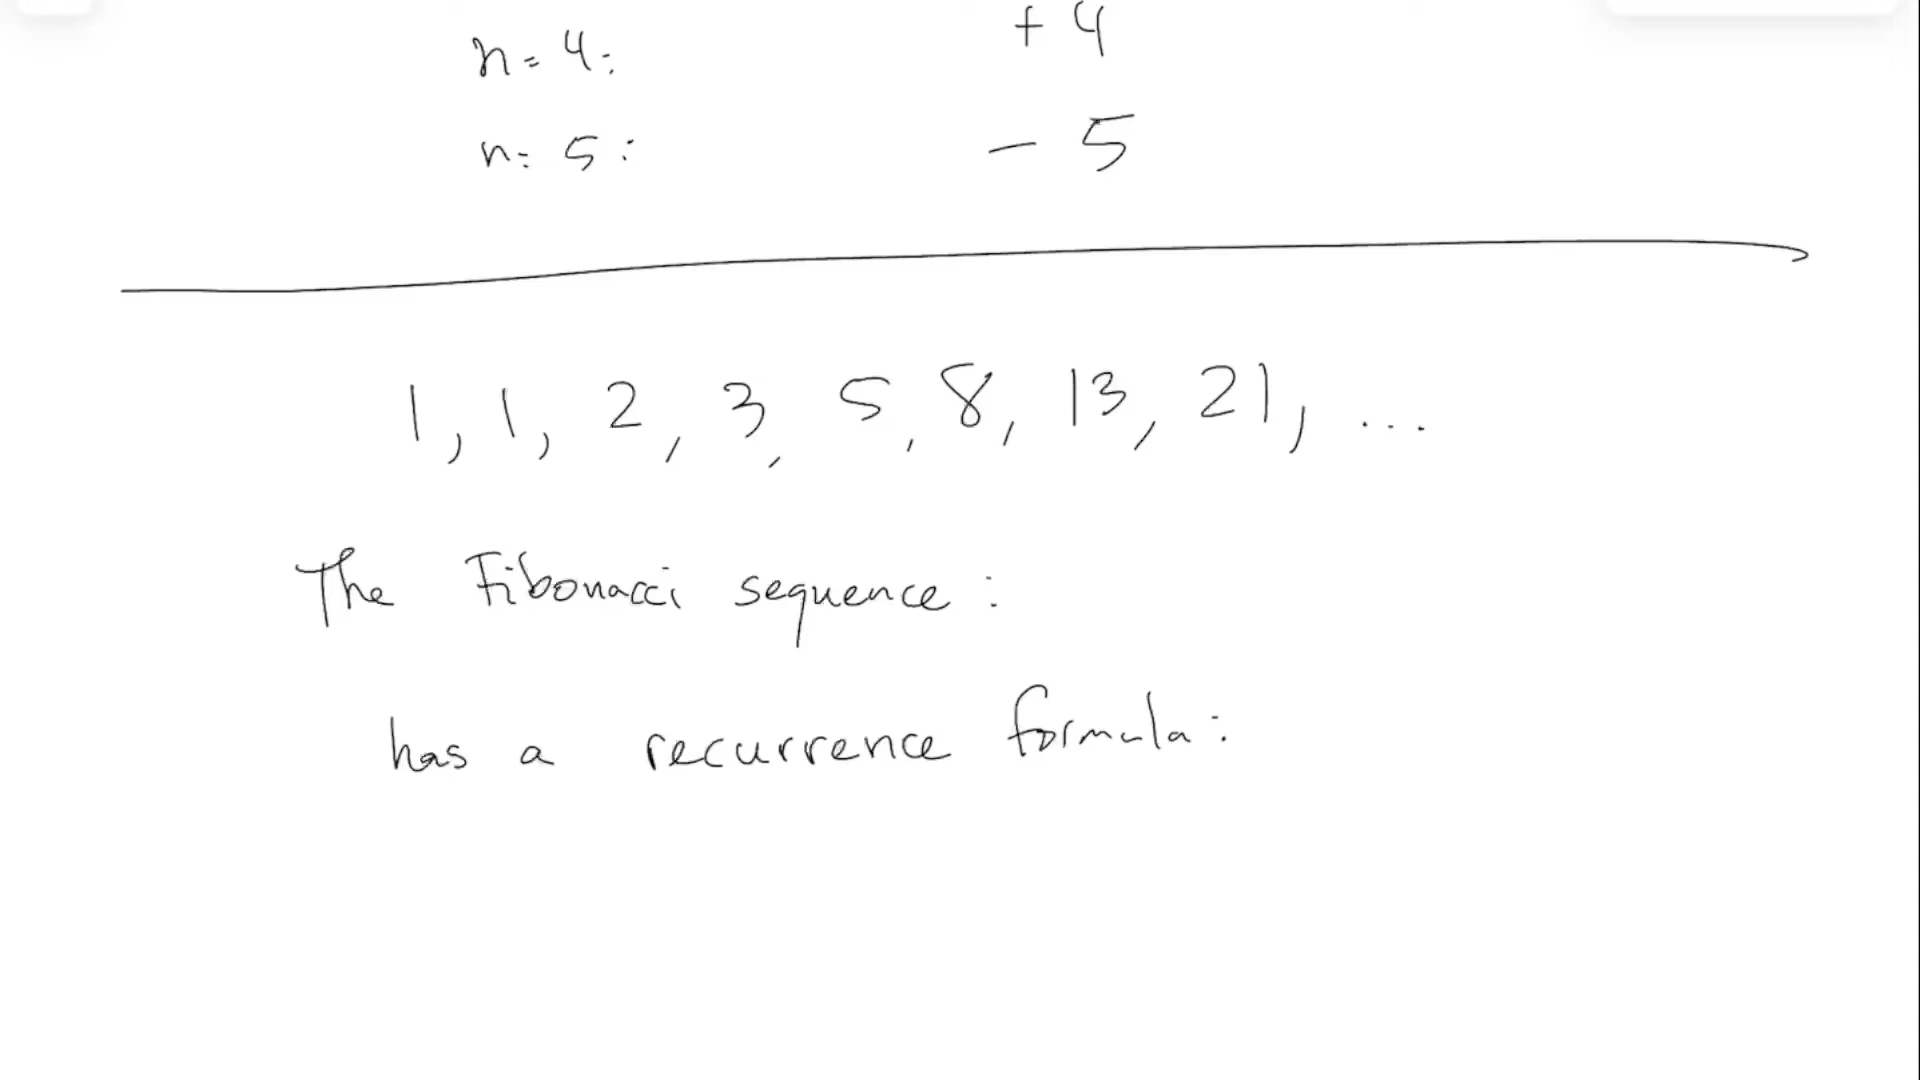 n= 4: + 4
n= 5: - 5
1, 1, 2, 3, 5, 8, 13, 21, ...
The Fibonacci sequence:
has a recurrence formula: